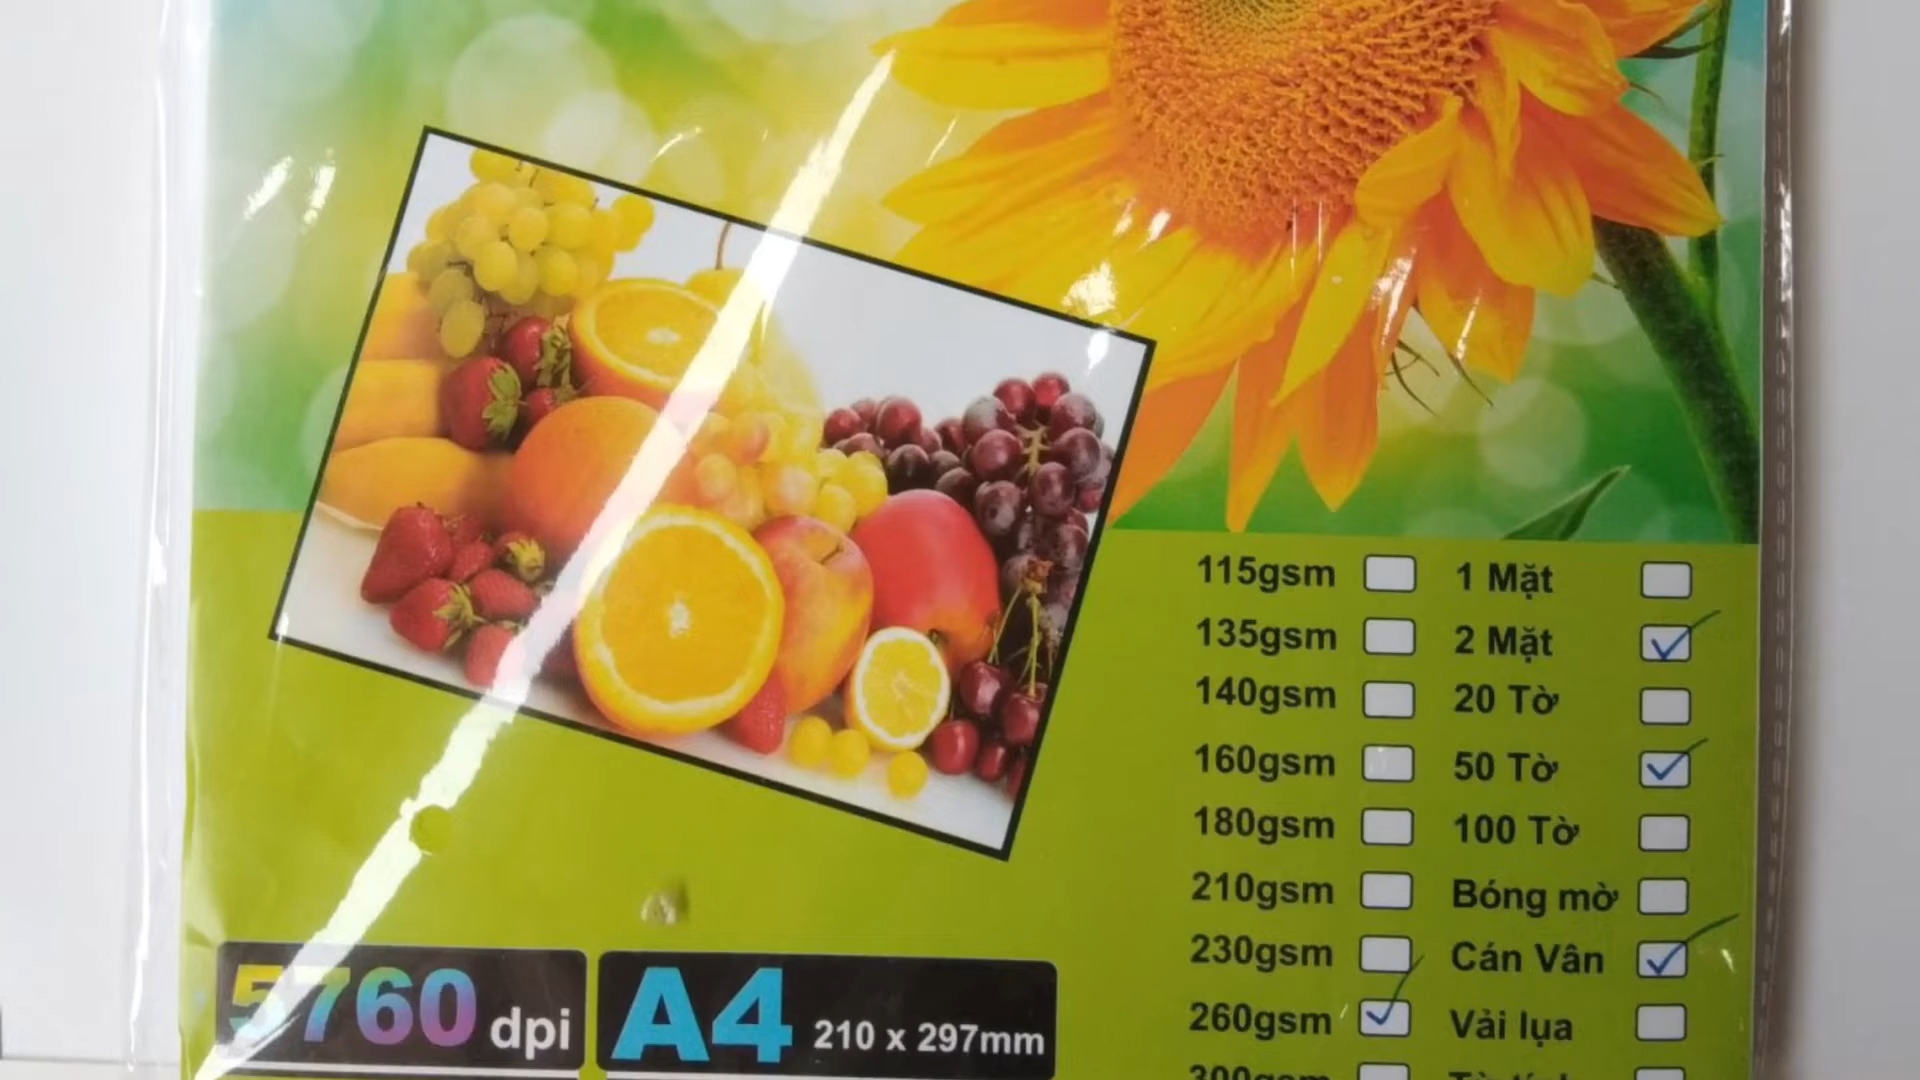 115gsm 1 Mặt
135gsm 2 Mặt
140gsm 20 Tờ
160gsm 50 Tờ
180gsm 100 Tờ
210gsm Bóng mờ
230gsm Cán Vân
260gsm Vải lụa
300gsm
5760 dpi
A4 210 x 297mm